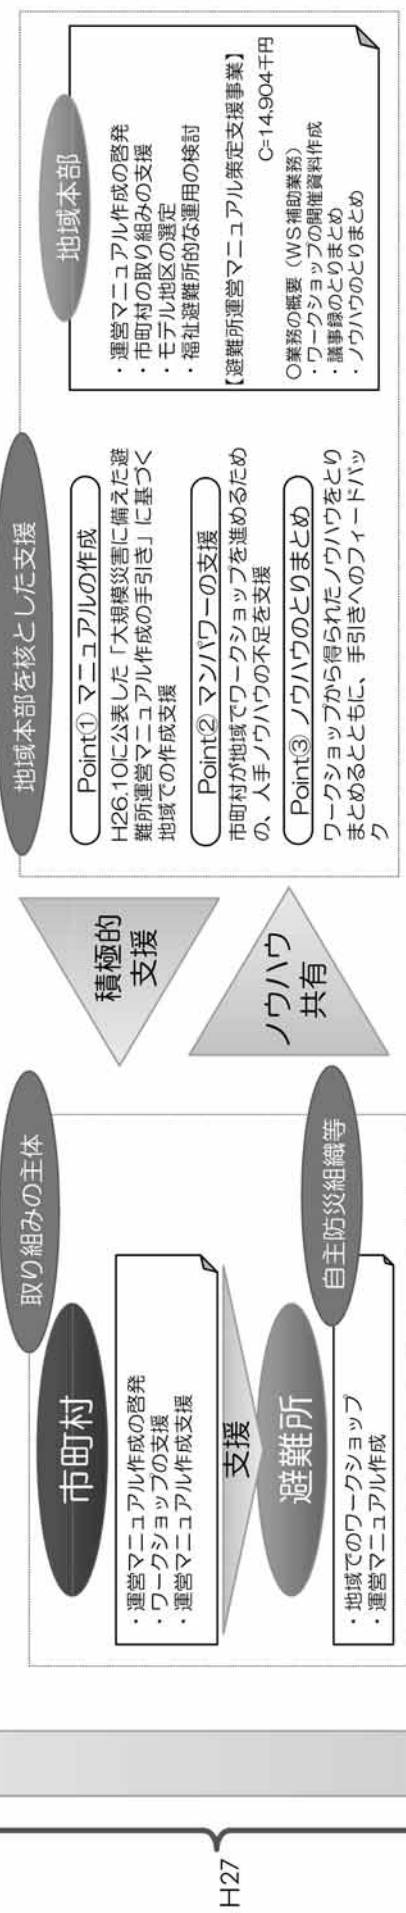 H27
取り組みの主体
市町村
・運営マニュアル作成の啓発
・ワークショップの支援
・運営マニュアル作成支援
支援
避難所
自主防災組織等
・地域でのワークショップ
・運営マニュアル作成
積極的
支援
ノウハウ
共有
地域本部を核とした支援
Point① マニュアルの作成
H26.10に公表した「大規模災害に備えた避
難所運営マニュアル作成の手引き」に基づく
地域での作成支援
Point② マンパワーの支援
市町村が地域でワークショップを進めるため
の、人手ノウハウの不足を支援
Point③ ノウハウのとりまとめ
ワークショップから得られたノウハウをとり
まとめるとともに、手引きへのフィードバッ
ク
地域本部
・運営マニュアル作成の啓発
・市町村の取り組みの支援
・モデル地区の選定
・福祉避難所的な運用の検討
【避難所運営マニュアル策定支援事業】
C=14,904千円
○業務の概要（WS補助業務）
・ワークショップの開催資料作成
・議事録のとりまとめ
・ノウハウのとりまとめ